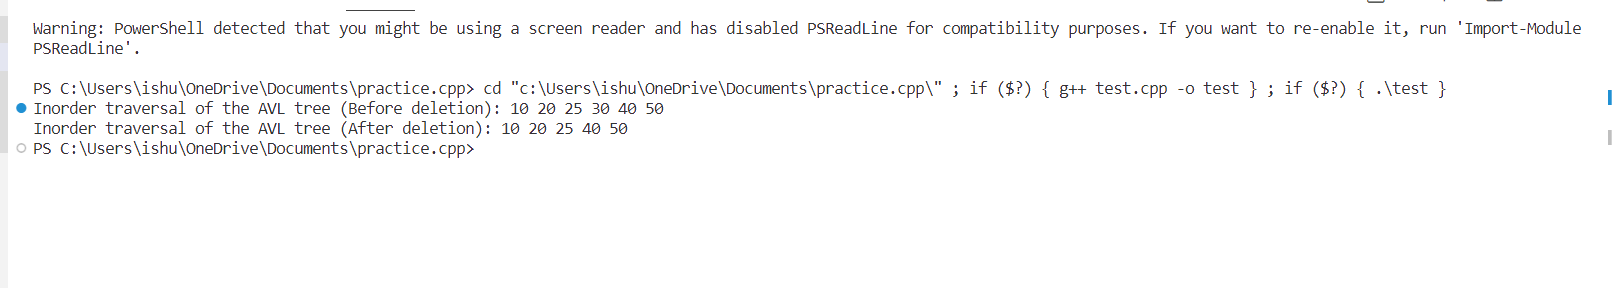 Warning: PowerShell detected that you might be using a screen reader and has disabled PSReadLine for compatibility purposes. If you want to re-enable it, run 'Import-Module
PSReadLine'.
PS C:\Users\ishu\OneDrive\Documents\practice.cpp> cd "c:\Users\ishu\OneDrive\Documents\practice.cpp\" ; if ($?) { g++ test.cpp -o test } ; if ($?) { .\test }
Inorder traversal of the AVL tree (Before deletion): 10 20 25 30 40 50
Inorder traversal of the AVL tree (After deletion): 10 20 25 40 50
PS C:\Users\ishu\OneDrive\Documents\practice.cpp>